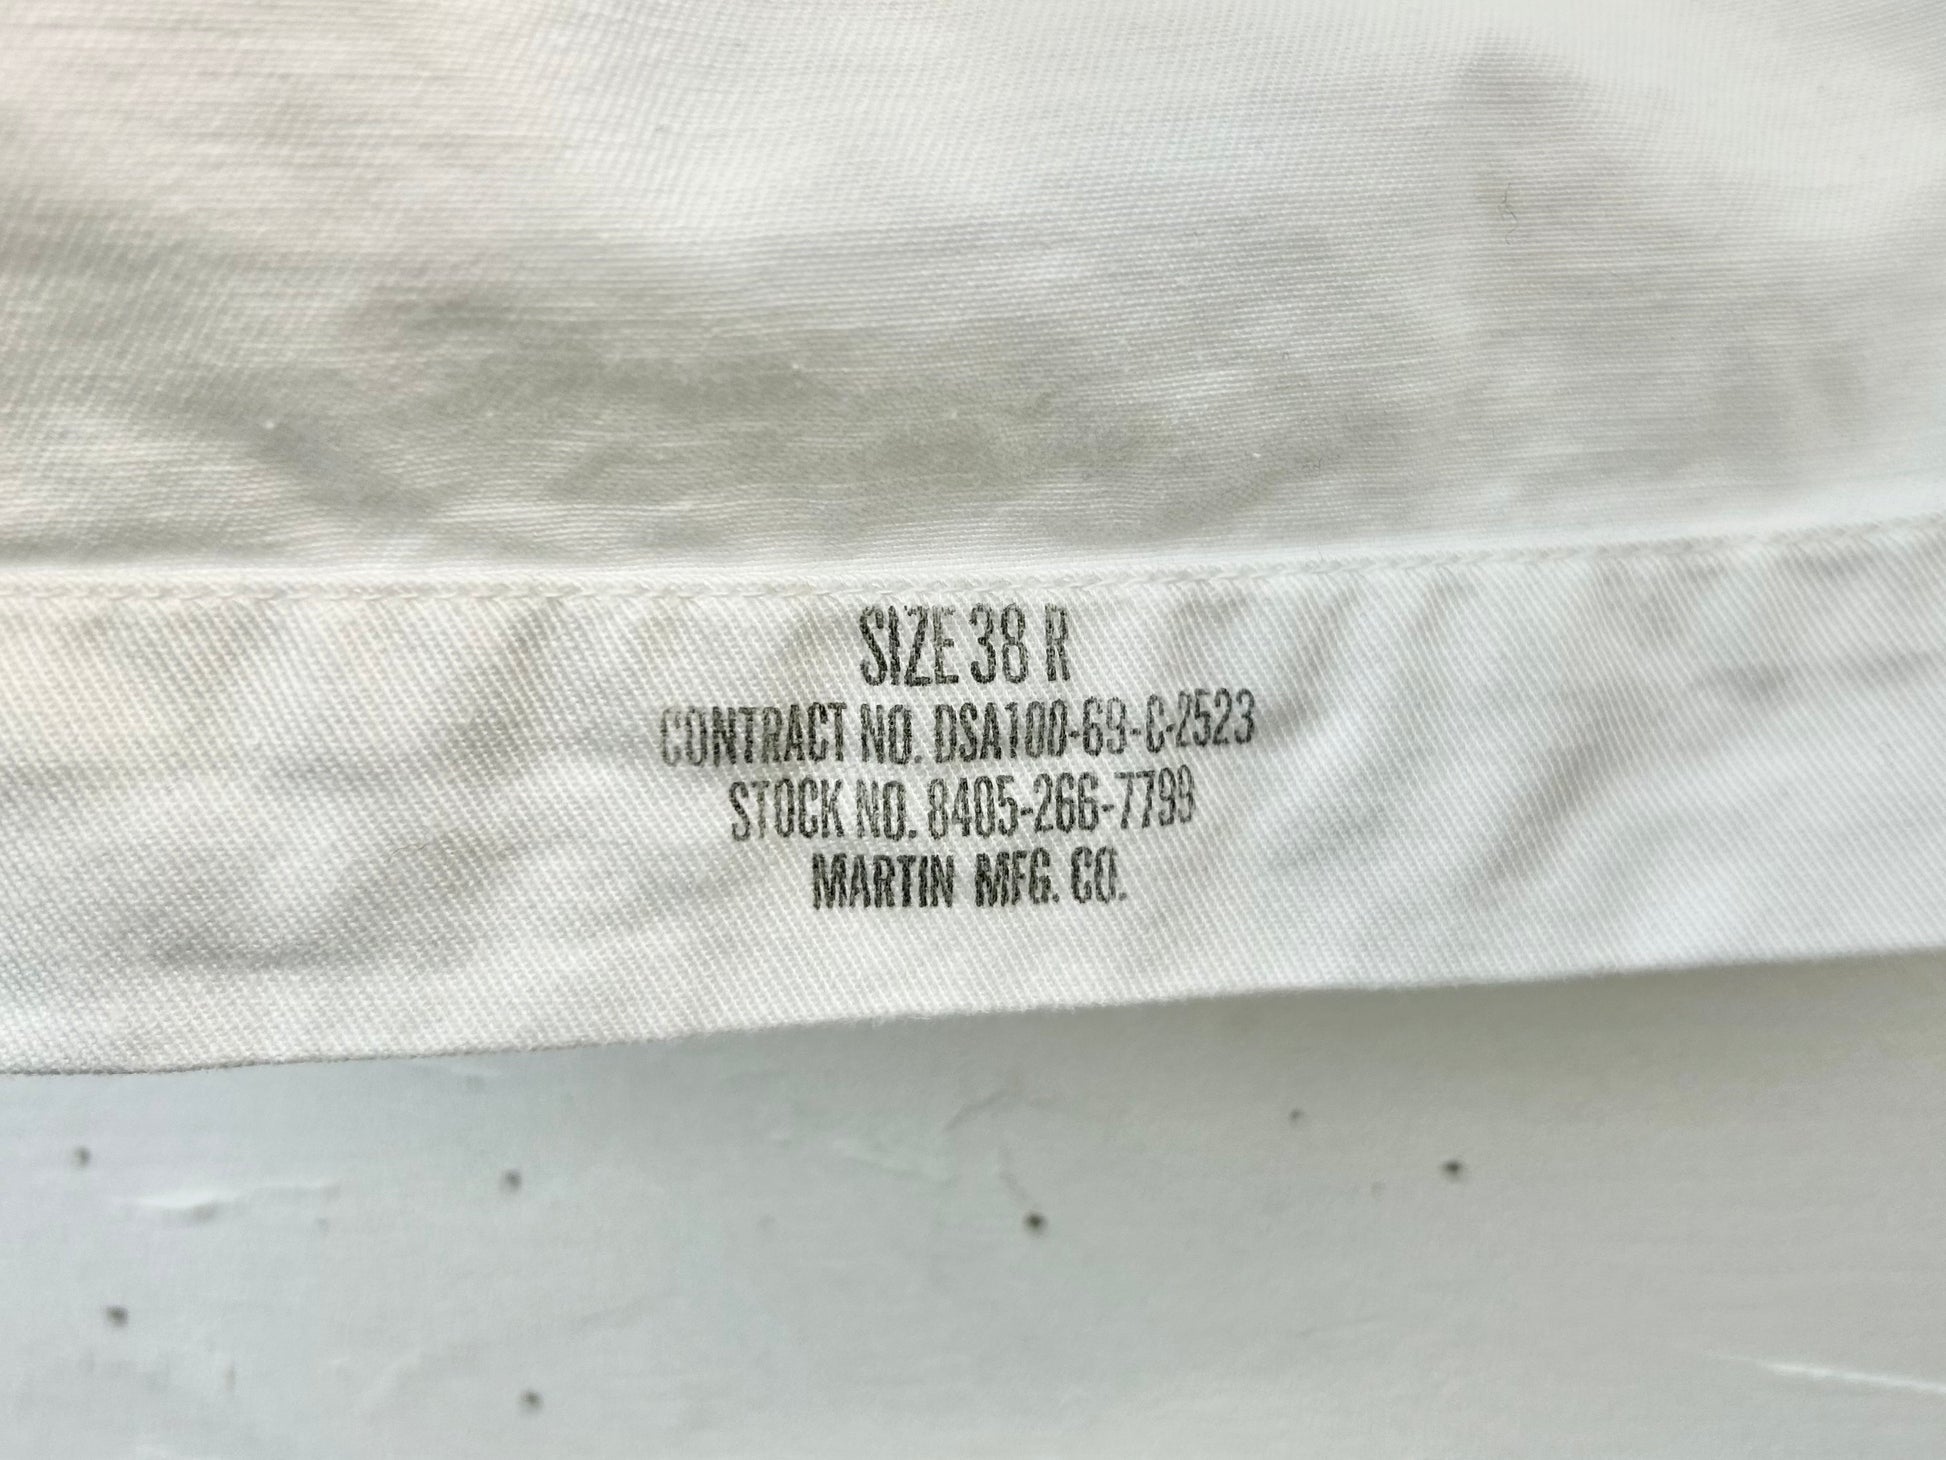 SIZE 38 R
CONTRACT NO. DSA100-69-C-2523
STOCK NO. 8405-266-7799
MARTIN MFG. CO.